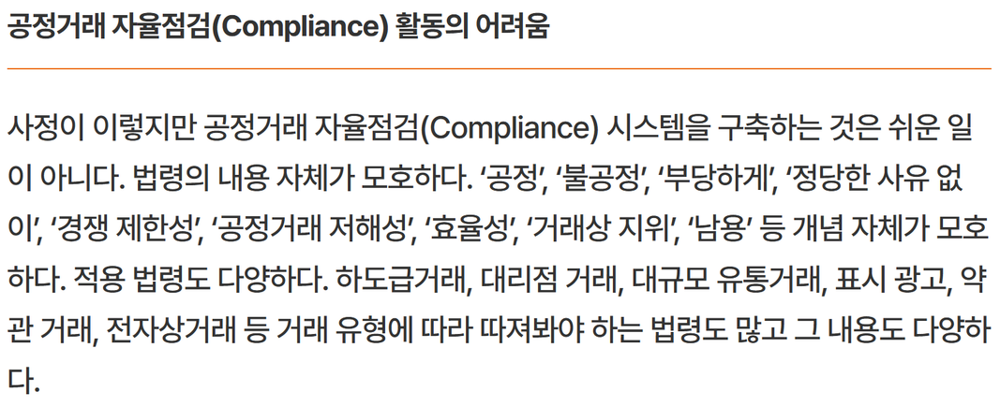 공정거래 자율점검(Compliance) 활동의 어려움
사정이 이렇지만 공정거래 자율점검(Compliance) 시스템을 구축하는 것은 쉬운 일
이 아니다. 법령의 내용 자체가 모호하다. ‘공정’, ‘불공정’, ‘부당하게’, ‘정당한 사유 없
이’, ‘경쟁 제한성’, ‘공정거래 저해성’, ‘효율성’, ‘거래상 지위’, ‘남용’ 등 개념 자체가 모호
하다. 적용 법령도 다양하다. 하도급거래, 대리점 거래, 대규모 유통거래, 표시 광고, 약
관 거래, 전자상거래 등 거래 유형에 따라 따져봐야 하는 법령도 많고 그 내용도 다양하
다.